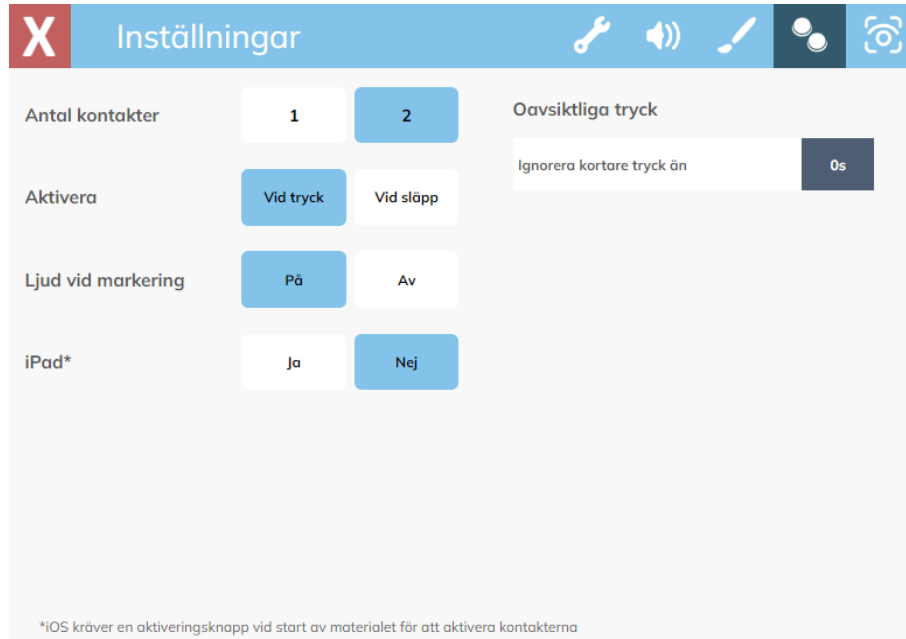 X Inställningar
Antal kontakter 1 2
Aktivera Vid tryck Vid släpp
Ljud vid markering På Av
iPad* Ja Nej
Oavsiktliga tryck
Ignorera kortare tryck än 0s
*iOS kräver en aktiveringsknapp vid start av materialet för att aktivera kontakterna